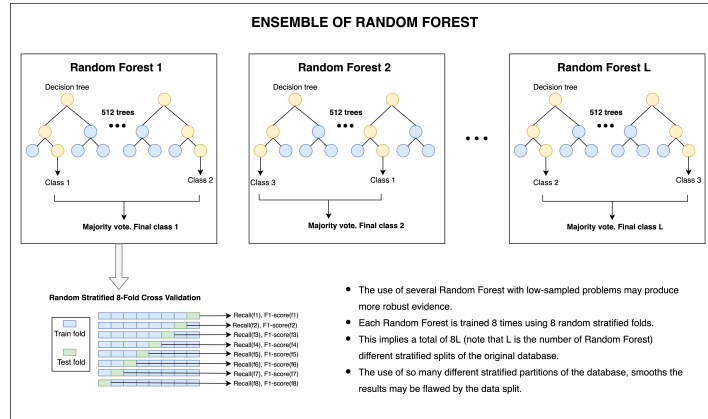 ENSEMBLE OF RANDOM FOREST
Random Forest 1
Decision tree
512 trees
Class 1
Class 2
Majority vote. Final class 1
Random Forest 2
Decision tree
512 trees
Class 3
Class 1
Majority vote. Final class 2
Random Forest L
Decision tree
512 trees
Class 2
Class 3
Majority vote. Final class L
Random Stratified 8-Fold Cross Validation
Train fold
Test fold
Recall(f1), F1-score(f1)
Recall(f2), F1-score(f2)
Recall(f3), F1-score(f3)
Recall(f4), F1-score(f4)
Recall(f5), F1-score(f5)
Recall(f6), F1-score(f6)
Recall(f7), F1-score(f7)
Recall(f8), F1-score(f8)
• The use of several Random Forest with low-sampled problems may produce
more robust evidence.
• Each Random Forest is trained 8 times using 8 random stratified folds.
• This implies a total of 8L (note that L is the number of Random Forest)
different stratified splits of the original database.
• The use of so many different stratified partitions of the database, smooths the
results may be flawed by the data split.